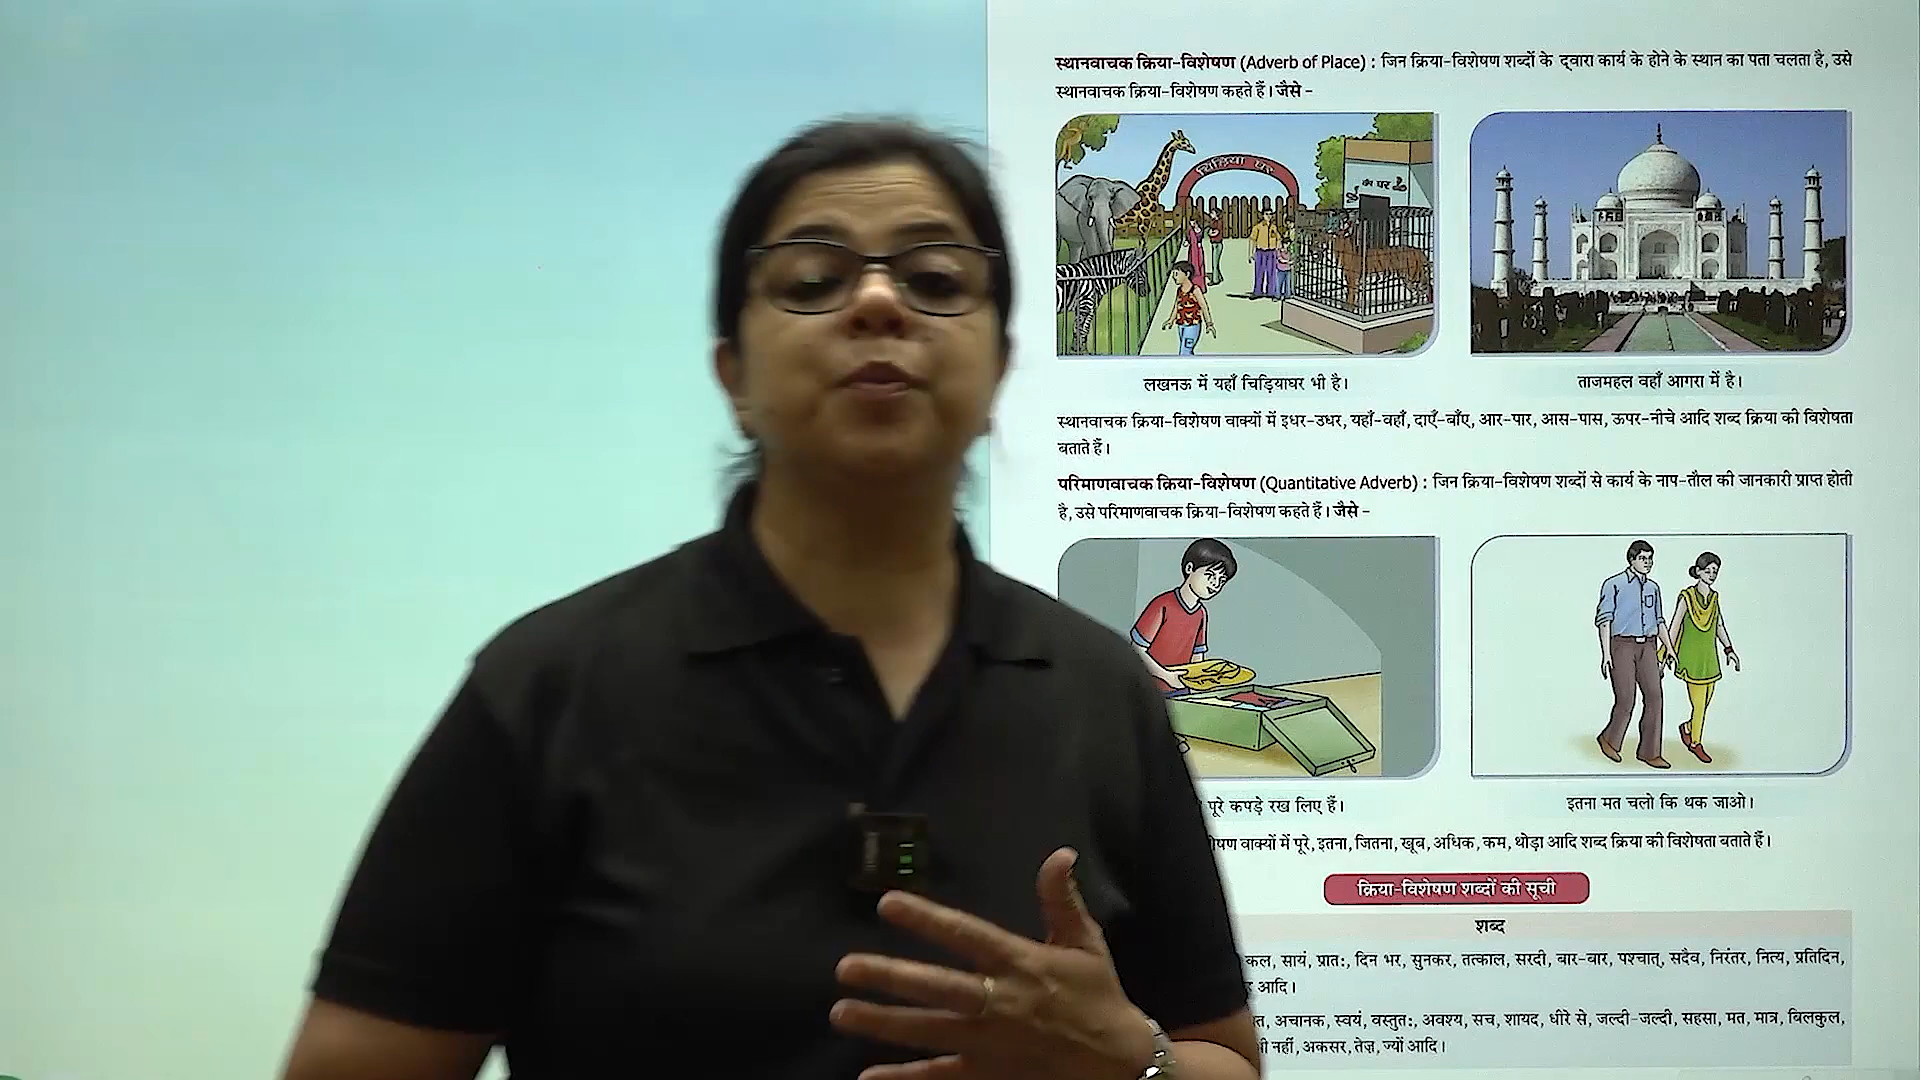 स्थानवाचक क्रिया-विशेषण (Adverb of Place) : जिन क्रिया-विशेषण शब्दों के द्वारा कार्य के होने के स्थान का पता चलता है, उसे
स्थानवाचक क्रिया-विशेषण कहते हैं। जैसे -
चिड़िया घर
लखनऊ में यहाँ चिड़ियाघर भी है।
ताजमहल वहाँ आगरा में है।
स्थानवाचक क्रिया-विशेषण वाक्यों में इधर-उधर, यहाँ-वहाँ, दाएँ-बाँए, आर-पार, आस-पास, ऊपर-नीचे आदि शब्द क्रिया की विशेषता
बताते हैं।
परिमाणवाचक क्रिया-विशेषण (Quantitative Adverb) : जिन क्रिया-विशेषण शब्दों से कार्य के नाप-तौल की जानकारी प्राप्त होती
है, उसे परिमाणवाचक क्रिया-विशेषण कहते हैं। जैसे -
पूरे कपड़े रख लिए हैं।
इतना मत चलो कि थक जाओ।
वाक्यों में पूरे, इतना, जितना, खूब, अधिक, कम, थोड़ा आदि शब्द क्रिया की विशेषता बताते हैं।
क्रिया-विशेषण शब्दों की सूची
शब्द
कल, सायं, प्रातः, दिन भर, सुनकर, तत्काल, सरदी, बार-बार, पश्चात्, सदैव, निरंतर, नित्य, प्रतिदिन,
आदि।
अचानक, स्वयं, वस्तुतः, अवश्य, सच, शायद, धीरे से, जल्दी-जल्दी, सहसा, मत, मात्र, बिलकुल,
नहीं, अकसर, तेज़, ज्यों आदि।